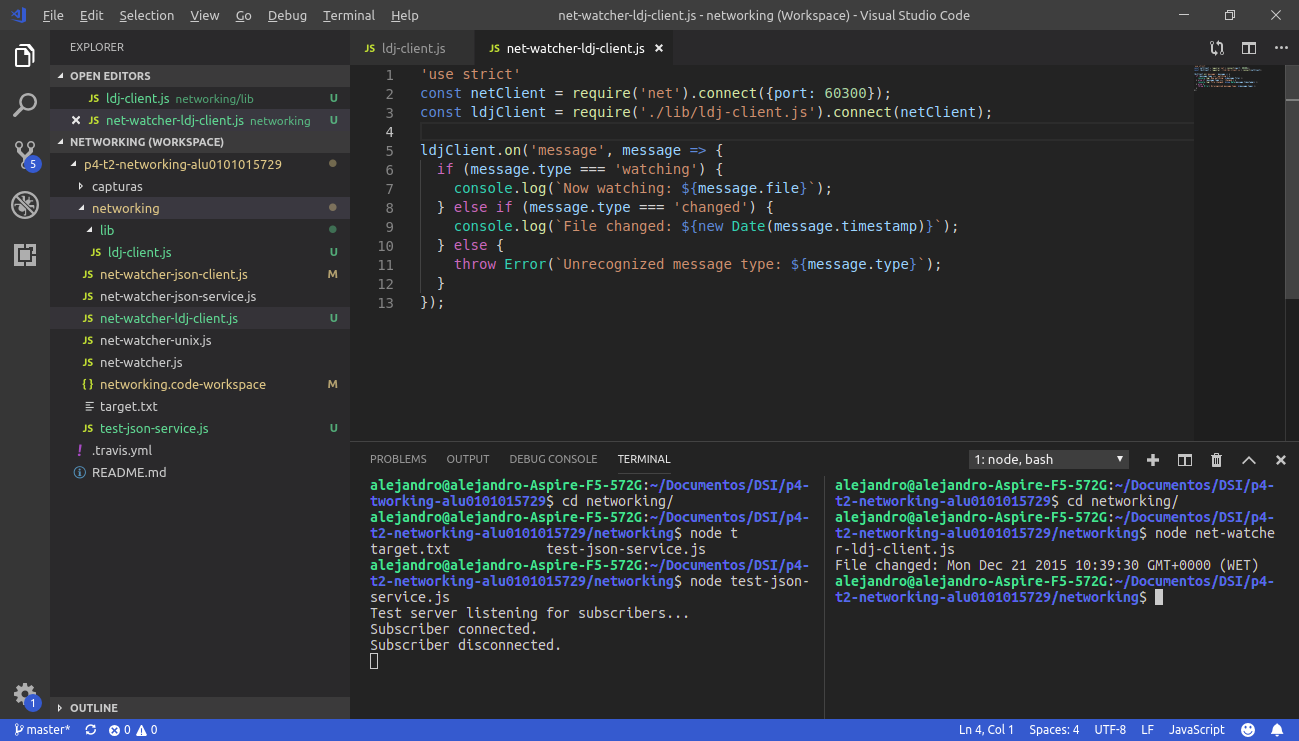 File Edit Selection View Go Debug Terminal Help net-watcher-ldj-client.js - networking (Workspace) - Visual Studio Code
EXPLORER
OPEN EDITORS
JS ldj-client.js networking/lib U
JS net-watcher-ldj-client.js networking U
NETWORKING (WORKSPACE)
p4-t2-networking-alu0101015729
capturas
networking
lib
JS ldj-client.js U
JS net-watcher-json-client.js M
JS net-watcher-json-service.js
JS net-watcher-ldj-client.js U
JS net-watcher-unix.js
JS net-watcher.js
{} networking.code-workspace M
target.txt
JS test-json-service.js U
! .travis.yml
README.md
OUTLINE
5
1
JS ldj-client.js JS net-watcher-ldj-client.js
1 'use strict'
2 const netClient = require('net').connect({port: 60300});
3 const ldjClient = require('./lib/ldj-client.js').connect(netClient);
4
5 ldjClient.on('message', message => {
6 if (message.type === 'watching') {
7 console.log(`Now watching: ${message.file}`);
8 } else if (message.type === 'changed') {
9 console.log(`File changed: ${new Date(message.timestamp)}`);
10 } else {
11 throw Error(`Unrecognized message type: ${message.type}`);
12 }
13 });
PROBLEMS OUTPUT DEBUG CONSOLE TERMINAL 1: node, bash
alejandro@alejandro-Aspire-F5-572G:~/Documentos/DSI/p4-
tworking-alu0101015729$ cd networking/
alejandro@alejandro-Aspire-F5-572G:~/Documentos/DSI/p4-
t2-networking-alu0101015729/networking$ node t
target.txt test-json-service.js
alejandro@alejandro-Aspire-F5-572G:~/Documentos/DSI/p4-
t2-networking-alu0101015729/networking$ node test-json-
service.js
Test server listening for subscribers...
Subscriber connected.
Subscriber disconnected.
alejandro@alejandro-Aspire-F5-572G:~/Documentos/DSI/p4-
t2-networking-alu0101015729$ cd networking/
alejandro@alejandro-Aspire-F5-572G:~/Documentos/DSI/p4-
t2-networking-alu0101015729/networking$ node net-watche
r-ldj-client.js
File changed: Mon Dec 21 2015 10:39:30 GMT+0000 (WET)
alejandro@alejandro-Aspire-F5-572G:~/Documentos/DSI/p4-
t2-networking-alu0101015729/networking$
master* 0 0 Ln 4, Col 1 Spaces: 4 UTF-8 LF JavaScript